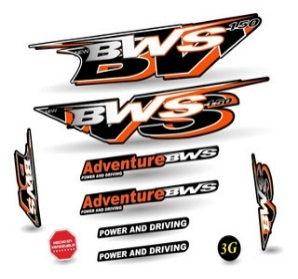 BWS 150
BWS 150
Adventure BWS
POWER AND DRIVING
Adventure BWS
POWER AND DRIVING
BWS
BWS
POWER AND DRIVING
POWER AND DRIVING
3G